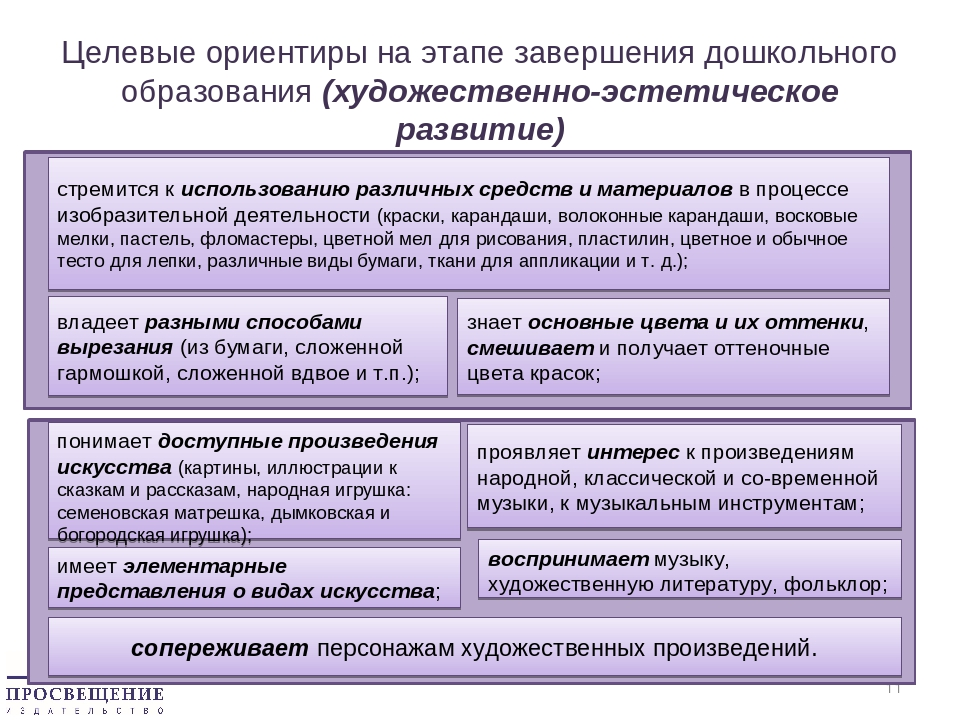 Целевые ориентиры на этапе завершения дошкольного
образования (художественно-эстетическое
развитие)
стремится к использованию различных средств и материалов в процессе
изобразительной деятельности (краски, карандаши, волоконные карандаши, восковые
мелки, пастель, фломастеры, цветной мел для рисования, пластилин, цветное и обычное
тесто для лепки, различные виды бумаги, ткани для аппликации и т. д.);
владеет разными способами
вырезания (из бумаги, сложенной
гармошкой, сложенной вдвое и т.п.);
знает основные цвета и их оттенки,
смешивает и получает оттеночные
цвета красок;
понимает доступные произведения
искусства (картины, иллюстрации к
сказкам и рассказам, народная игрушка:
семеновская матрешка, дымковская и
богородская игрушка);
проявляет интерес к произведениям
народной, классической и со-временной
музыки, к музыкальным инструментам;
имеет элементарные
представления о видах искусства;
воспринимает музыку,
художественную литературу, фольклор;
сопереживает персонажам художественных произведений.
ПРОСВЕЩЕНИЕ
ИЗДАТЕЛЬСТВО